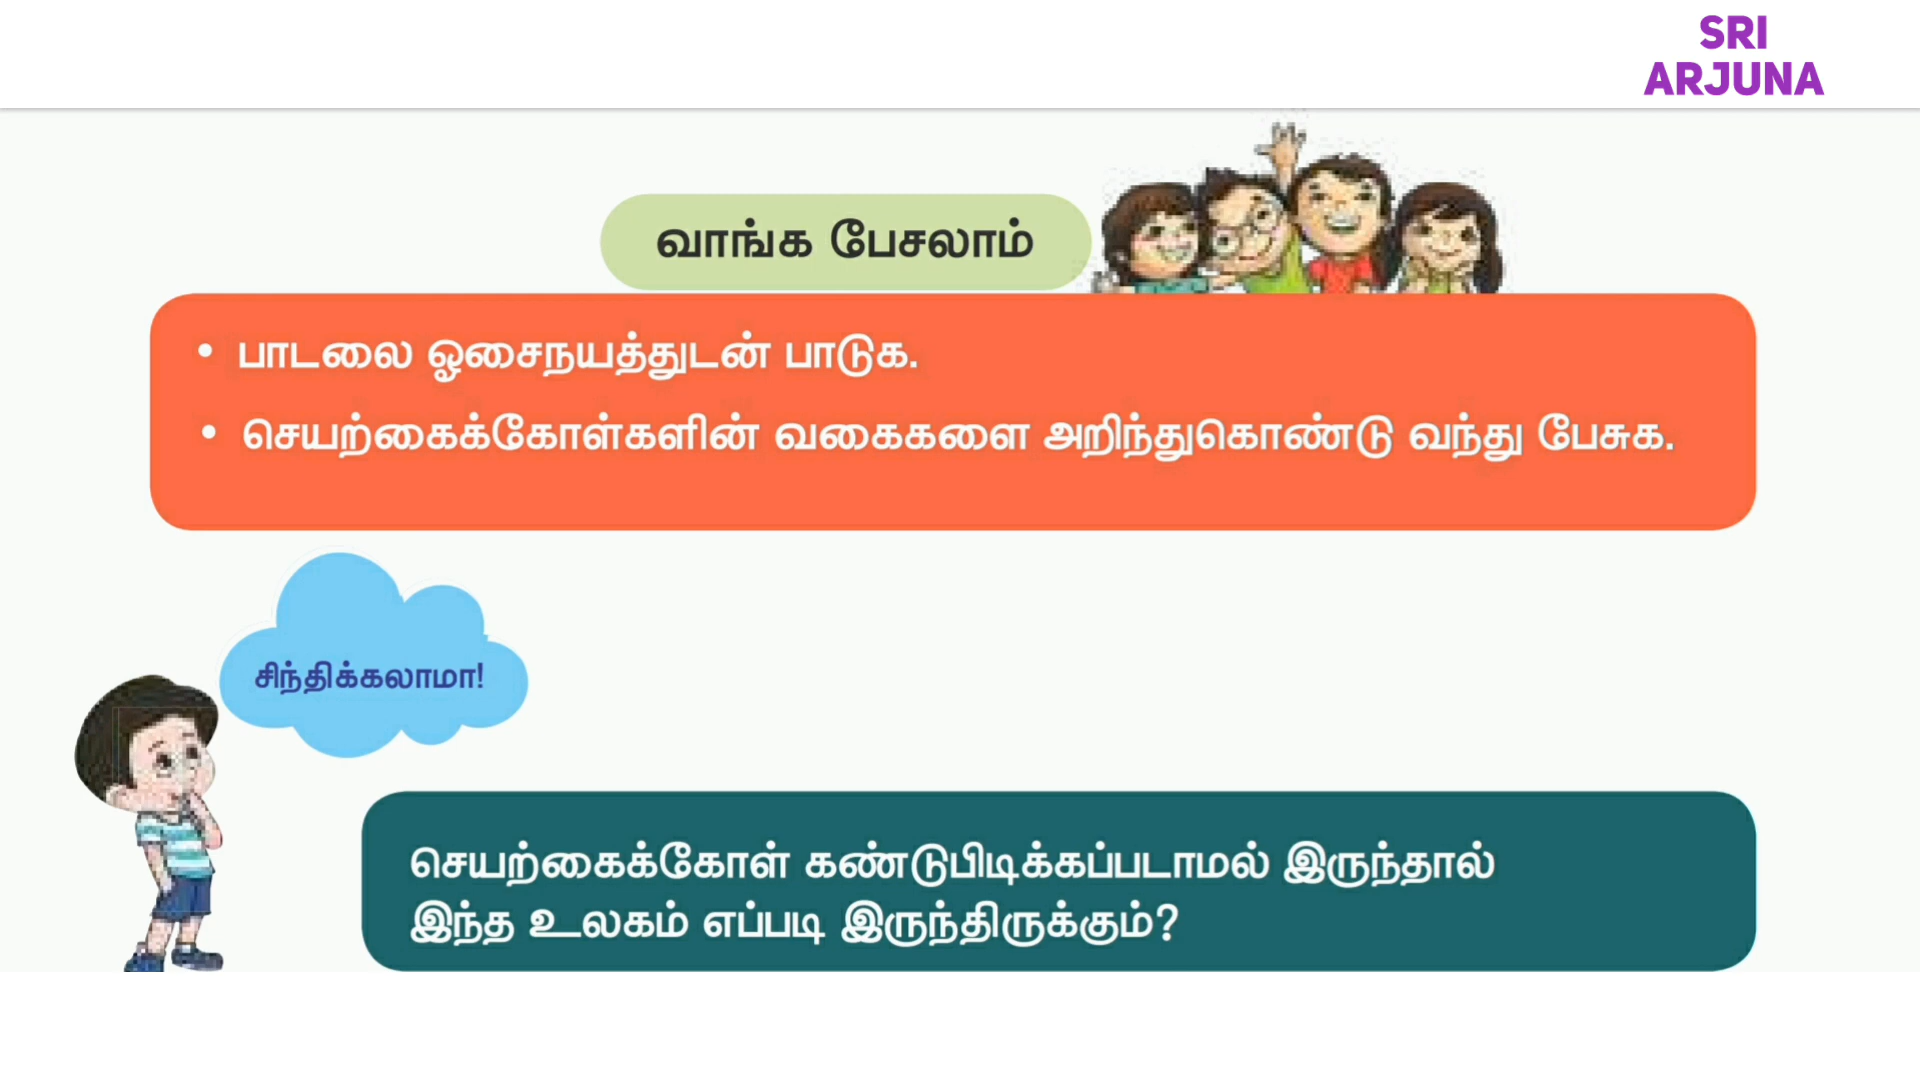 SRI
ARJUNA
வாங்க பேசலாம்
• பாடலை ஓசைநயத்துடன் பாடுக.
• செயற்கைக்கோள்களின் வகைகளை அறிந்துகொண்டு வந்து பேசுக.
சிந்திக்கலாமா!
செயற்கைக்கோள் கண்டுபிடிக்கப்படாமல் இருந்தால்
இந்த உலகம் எப்படி இருந்திருக்கும்?